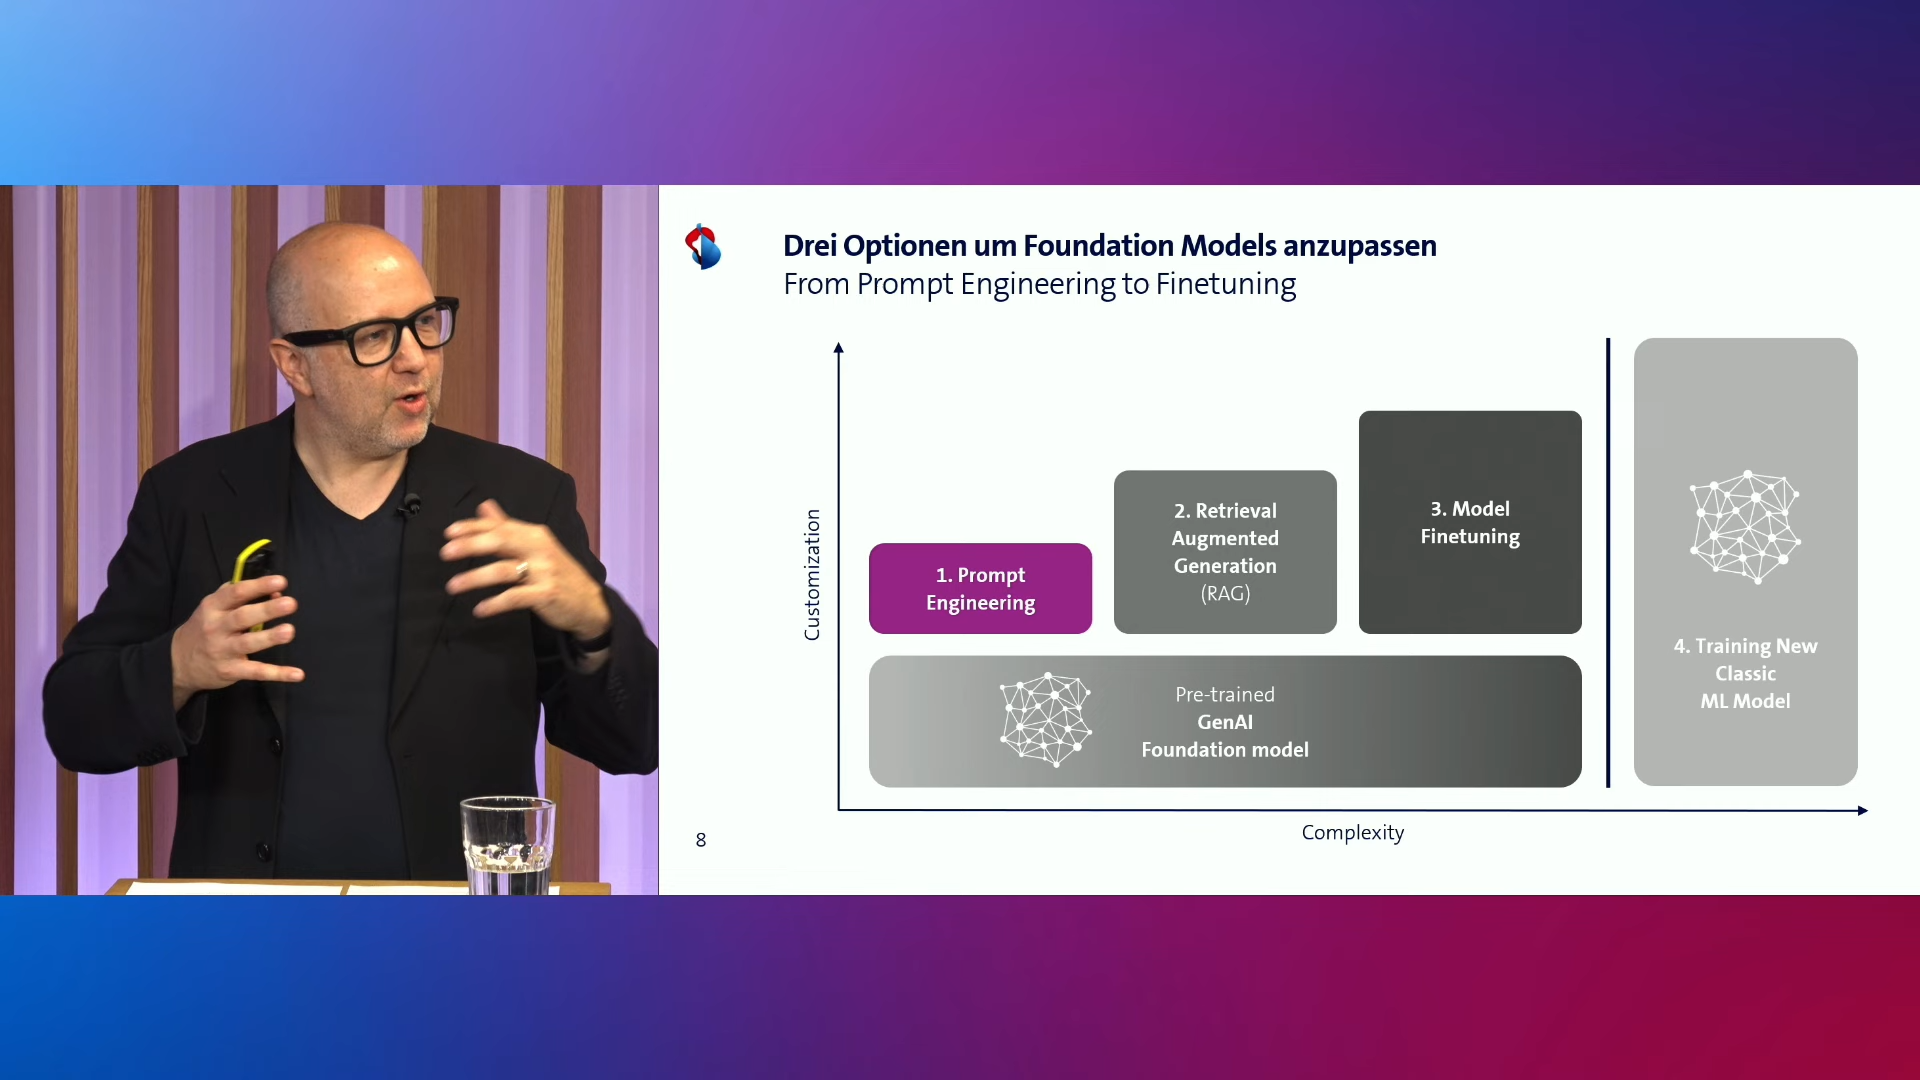 Drei Optionen um Foundation Models anzupassen
From Prompt Engineering to Finetuning
Customization
1. Prompt
Engineering
2. Retrieval
Augmented
Generation
(RAG)
3. Model
Finetuning
Pre-trained
GenAI
Foundation model
4. Training New
Classic
ML Model
Complexity
8